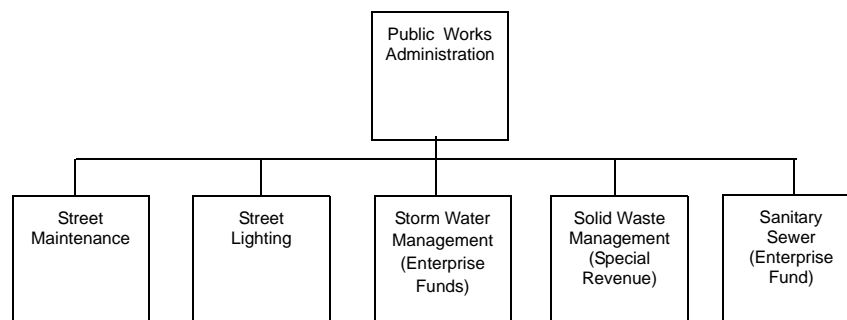 Public Works
Administration
Street
Maintenance
Street
Lighting
Storm Water
Management
(Enterprise
Funds)
Solid Waste
Management
(Special
Revenue)
Sanitary
Sewer
(Enterprise
Fund)